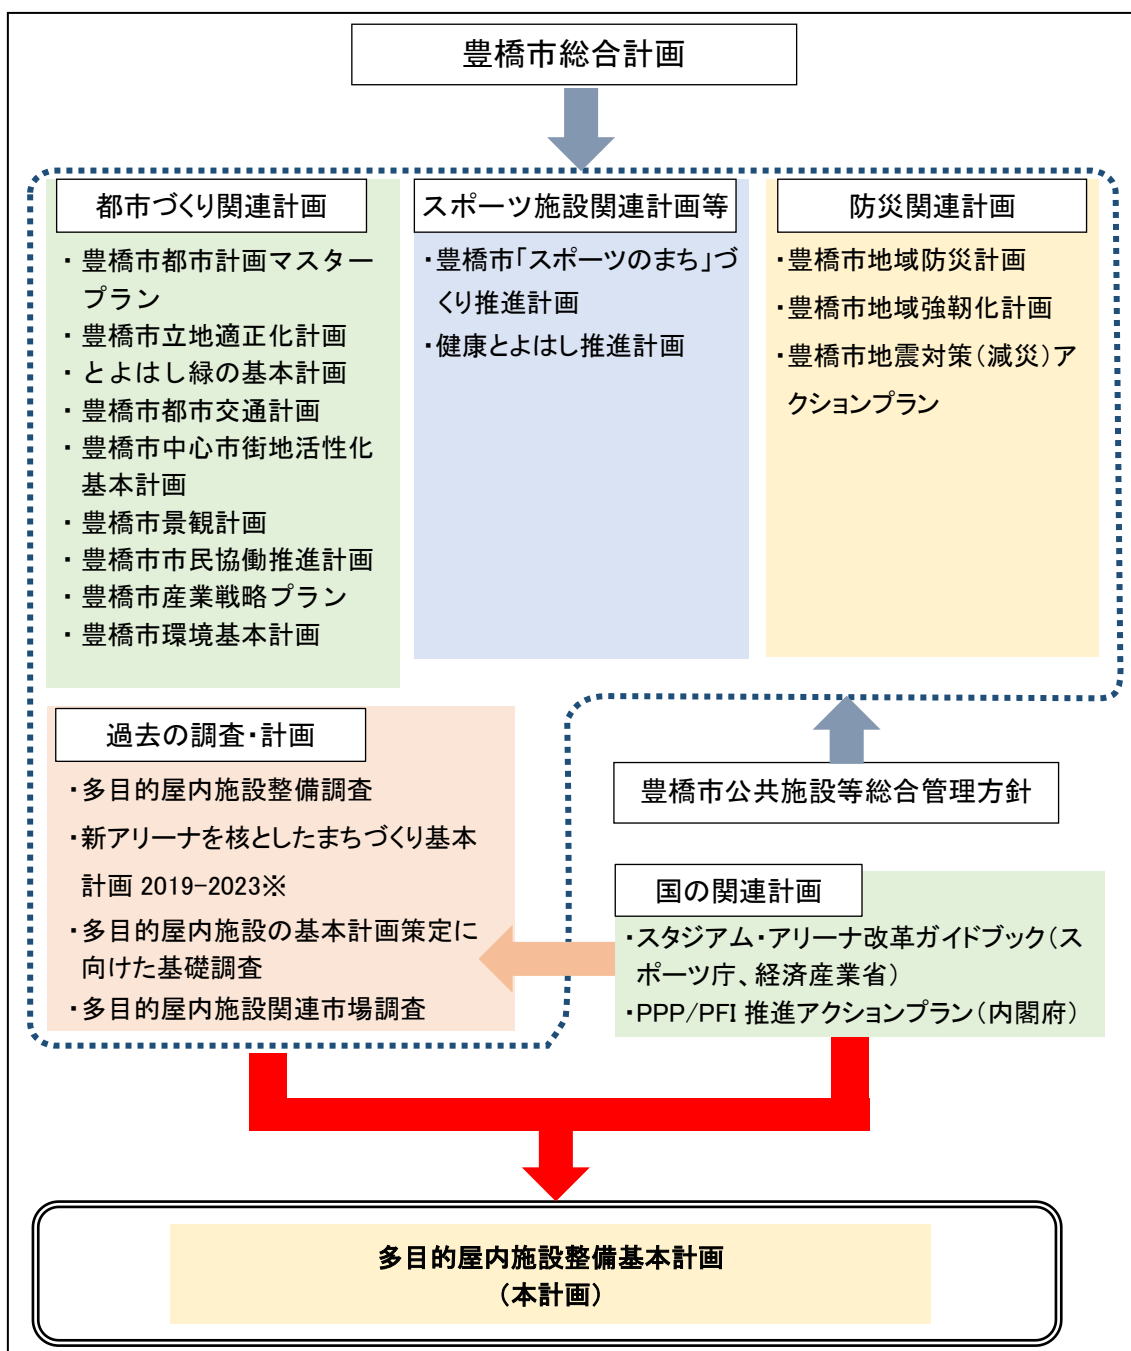 豊橋市総合計画
都市づくり関連計画
・豊橋市都市計画マスター
プラン
・豊橋市立地適正化計画
・とよはし緑の基本計画
・豊橋市都市交通計画
・豊橋市中心市街地活性化
基本計画
・豊橋市景観計画
・豊橋市市民協働推進計画
・豊橋市産業戦略プラン
・豊橋市環境基本計画
スポーツ施設関連計画等
・豊橋市「スポーツのまち」づ
くり推進計画
・健康とよはし推進計画
防災関連計画
・豊橋市地域防災計画
・豊橋市地域強靭化計画
・豊橋市地震対策（減災）ア
クションプラン
過去の調査・計画
・多目的屋内施設整備調査
・新アリーナを核としたまちづくり基本
計画 2019-2023※
・多目的屋内施設の基本計画策定に
向けた基礎調査
・多目的屋内施設関連市場調査
豊橋市公共施設等総合管理方針
国の関連計画
・スタジアム・アリーナ改革ガイドブック（ス
ポーツ庁、経済産業省）
・PPP/PFI 推進アクションプラン（内閣府）
多目的屋内施設整備基本計画
（本計画）